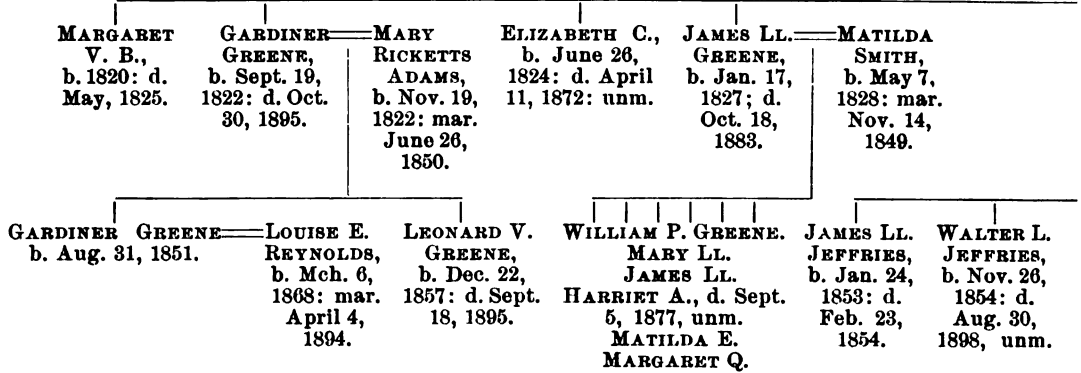 MARGARET
V. B.,
b. 1820: d.
May, 1825.
GARDINER
GREENE,
b. Sept. 19,
1822: d. Oct.
30, 1895.
MARY
RICKETTS
ADAMS,
b. Nov. 19,
1822: mar.
June 26,
1850.
ELIZABETH C.,
b. June 26,
1824: d. April
11, 1872: unm.
JAMES LL.
GREENE,
b. Jan. 17,
1827; d.
Oct. 18,
1883.
MATILDA
SMITH,
b. May 7,
1828: mar.
Nov. 14,
1849.
GARDINER GREENE
b. Aug. 31, 1851.
LOUISE E.
REYNOLDS,
b. Mch. 6,
1868: mar.
April 4,
1894.
LEONARD V.
GREENE,
b. Dec. 22,
1857: d. Sept.
18, 1895.
WILLIAM P. GREENE.
MARY LL.
JAMES LL.
HARRIET A., d. Sept.
5, 1877, unm.
MATILDA E.
MARGARET Q.
JAMES LL.
JEFFRIES,
b. Jan. 24,
1853: d.
Feb. 23,
1854.
WALTER L.
JEFFRIES,
b. Nov. 26,
1854: d.
Aug. 30,
1898, unm.